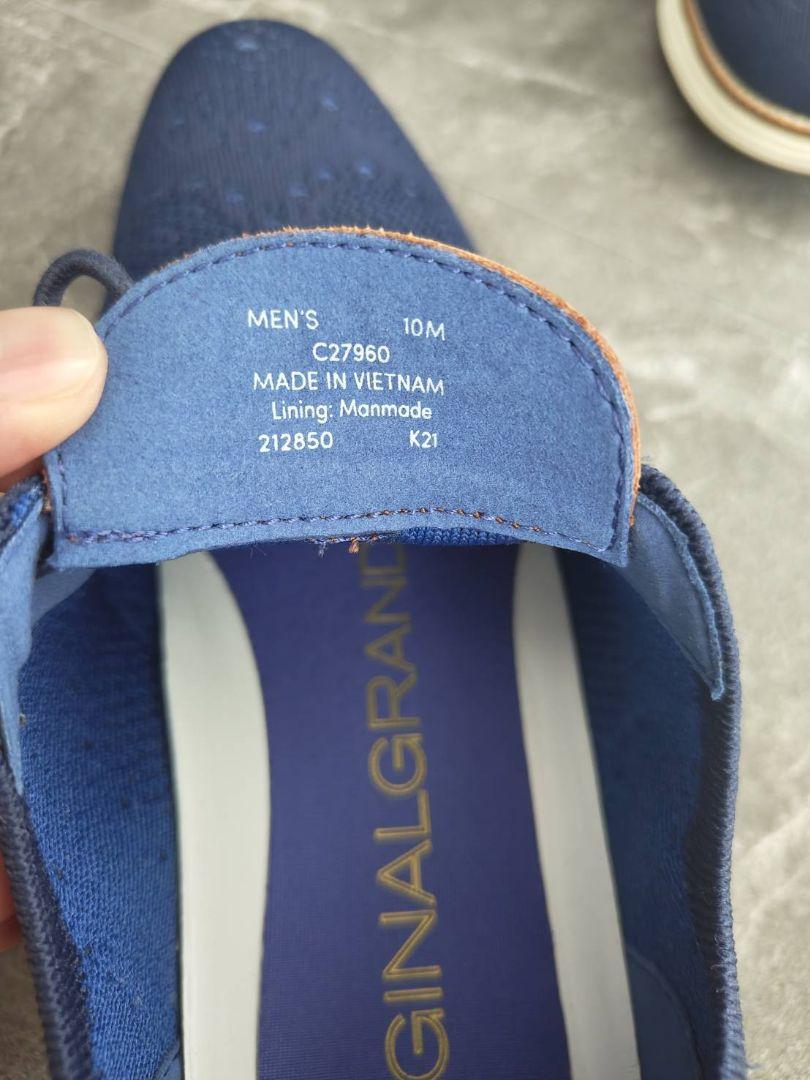 MEN'S 10M
C27960
MADE IN VIETNAM
Lining: Manmade
212850 K21
GINALGRAND